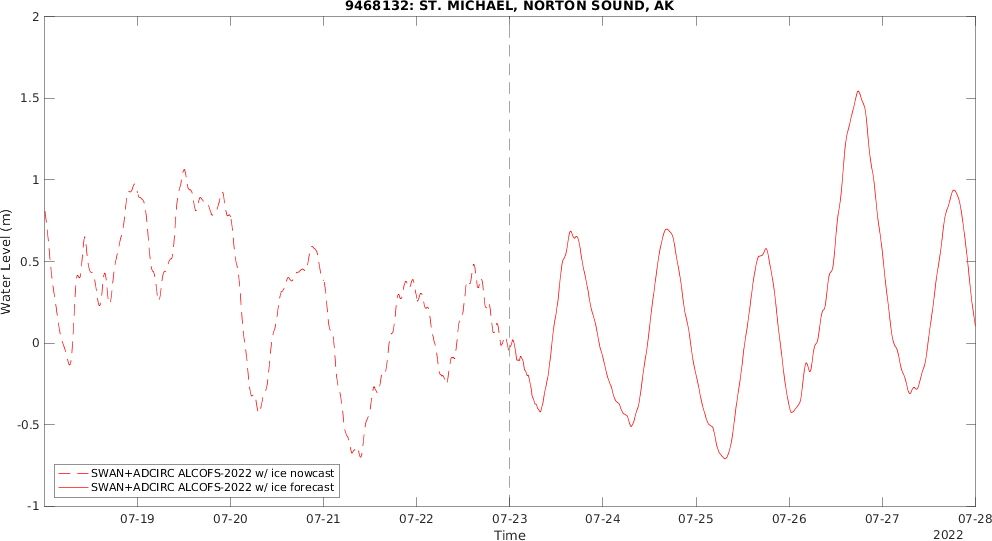 9468132: ST. MICHAEL, NORTON SOUND, AK
2
1.5
1
0.5
0
-0.5
-1
Water Level (m)
SWAN+ADCIRC ALCOFS-2022 w/ ice nowcast
SWAN+ADCIRC ALCOFS-2022 w/ ice forecast
07-19 07-20 07-21 07-22 07-23 07-24 07-25 07-26 07-27 07-28
Time
2022